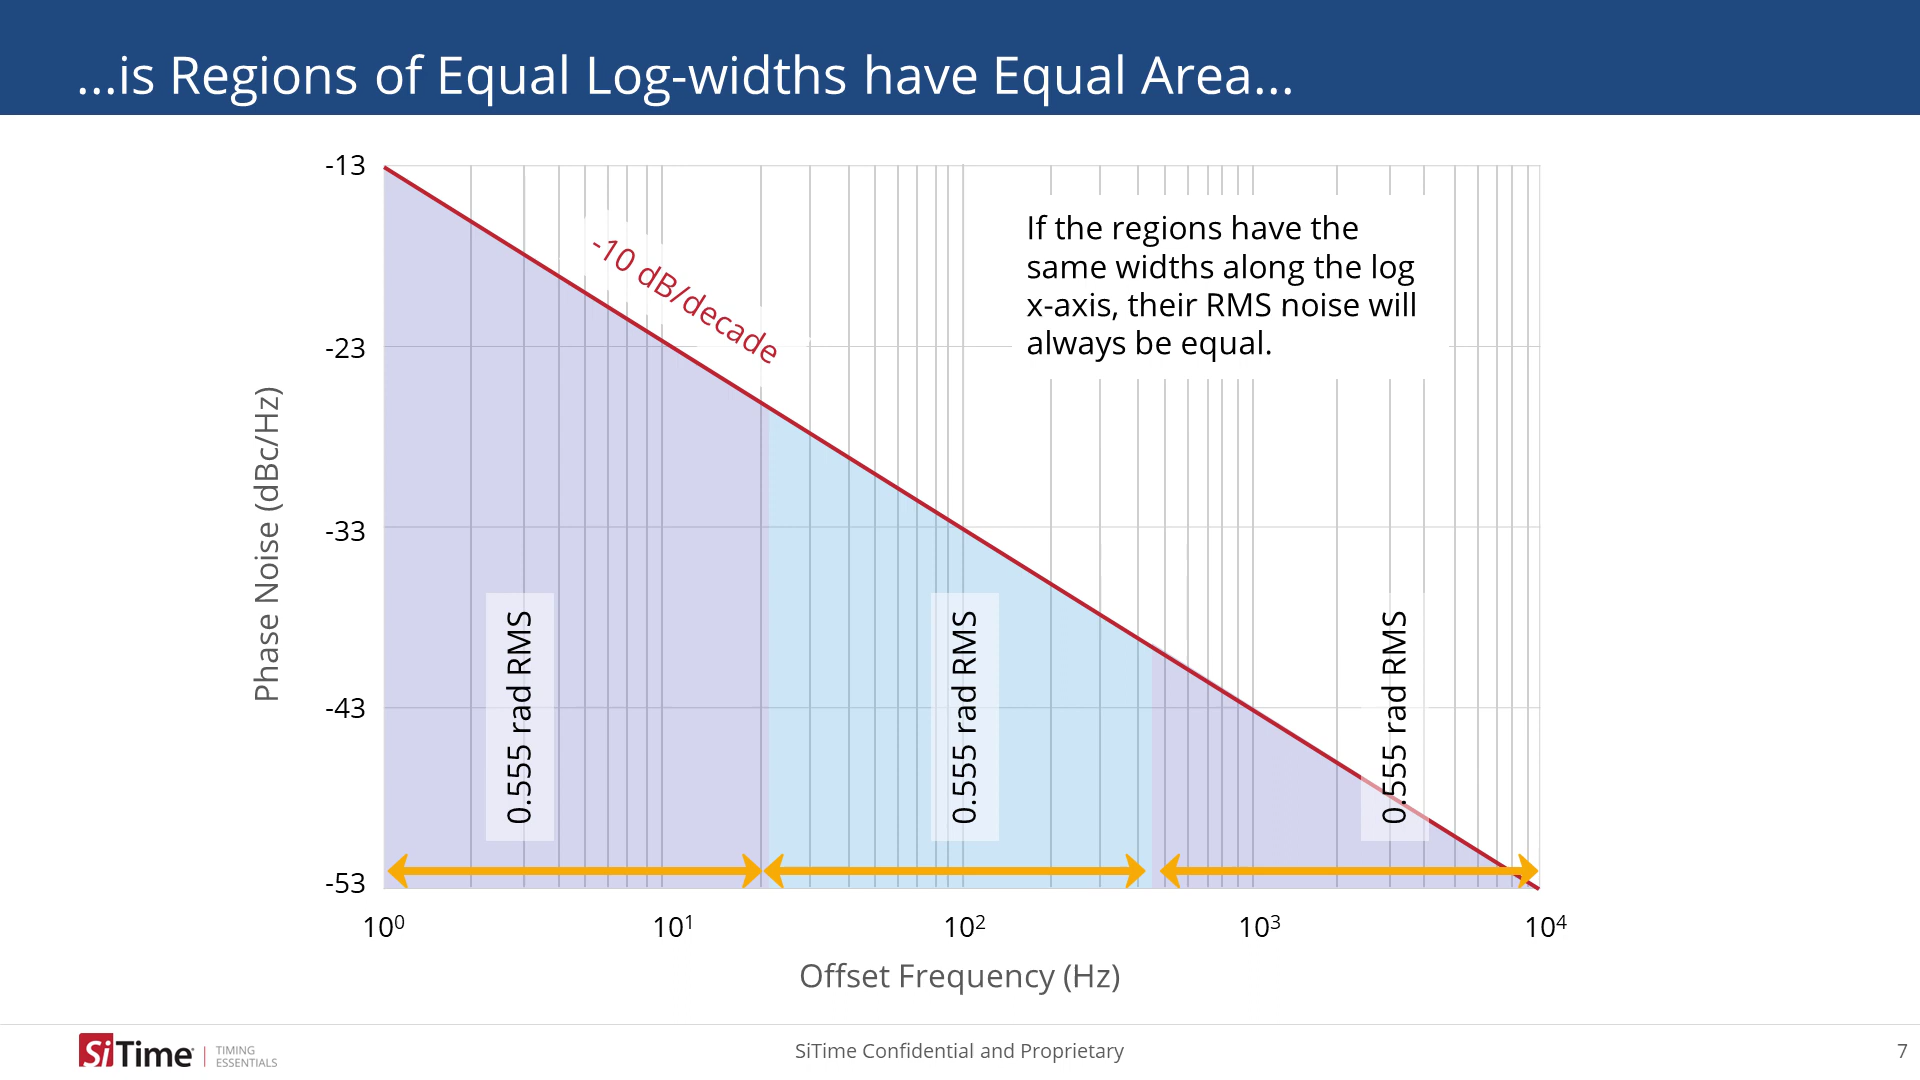 ...is Regions of Equal Log-widths have Equal Area...
-13
-23
-33
-43
-53
Phase Noise (dBc/Hz)
-10 dB/decade
If the regions have the
same widths along the log
x-axis, their RMS noise will
always be equal.
0.555 rad RMS
0.555 rad RMS
0.555 rad RMS
10⁰ 10¹ 10² 10³ 10⁴
Offset Frequency (Hz)
SiTime
TIMING
ESSENTIALS
SiTime Confidential and Proprietary
7